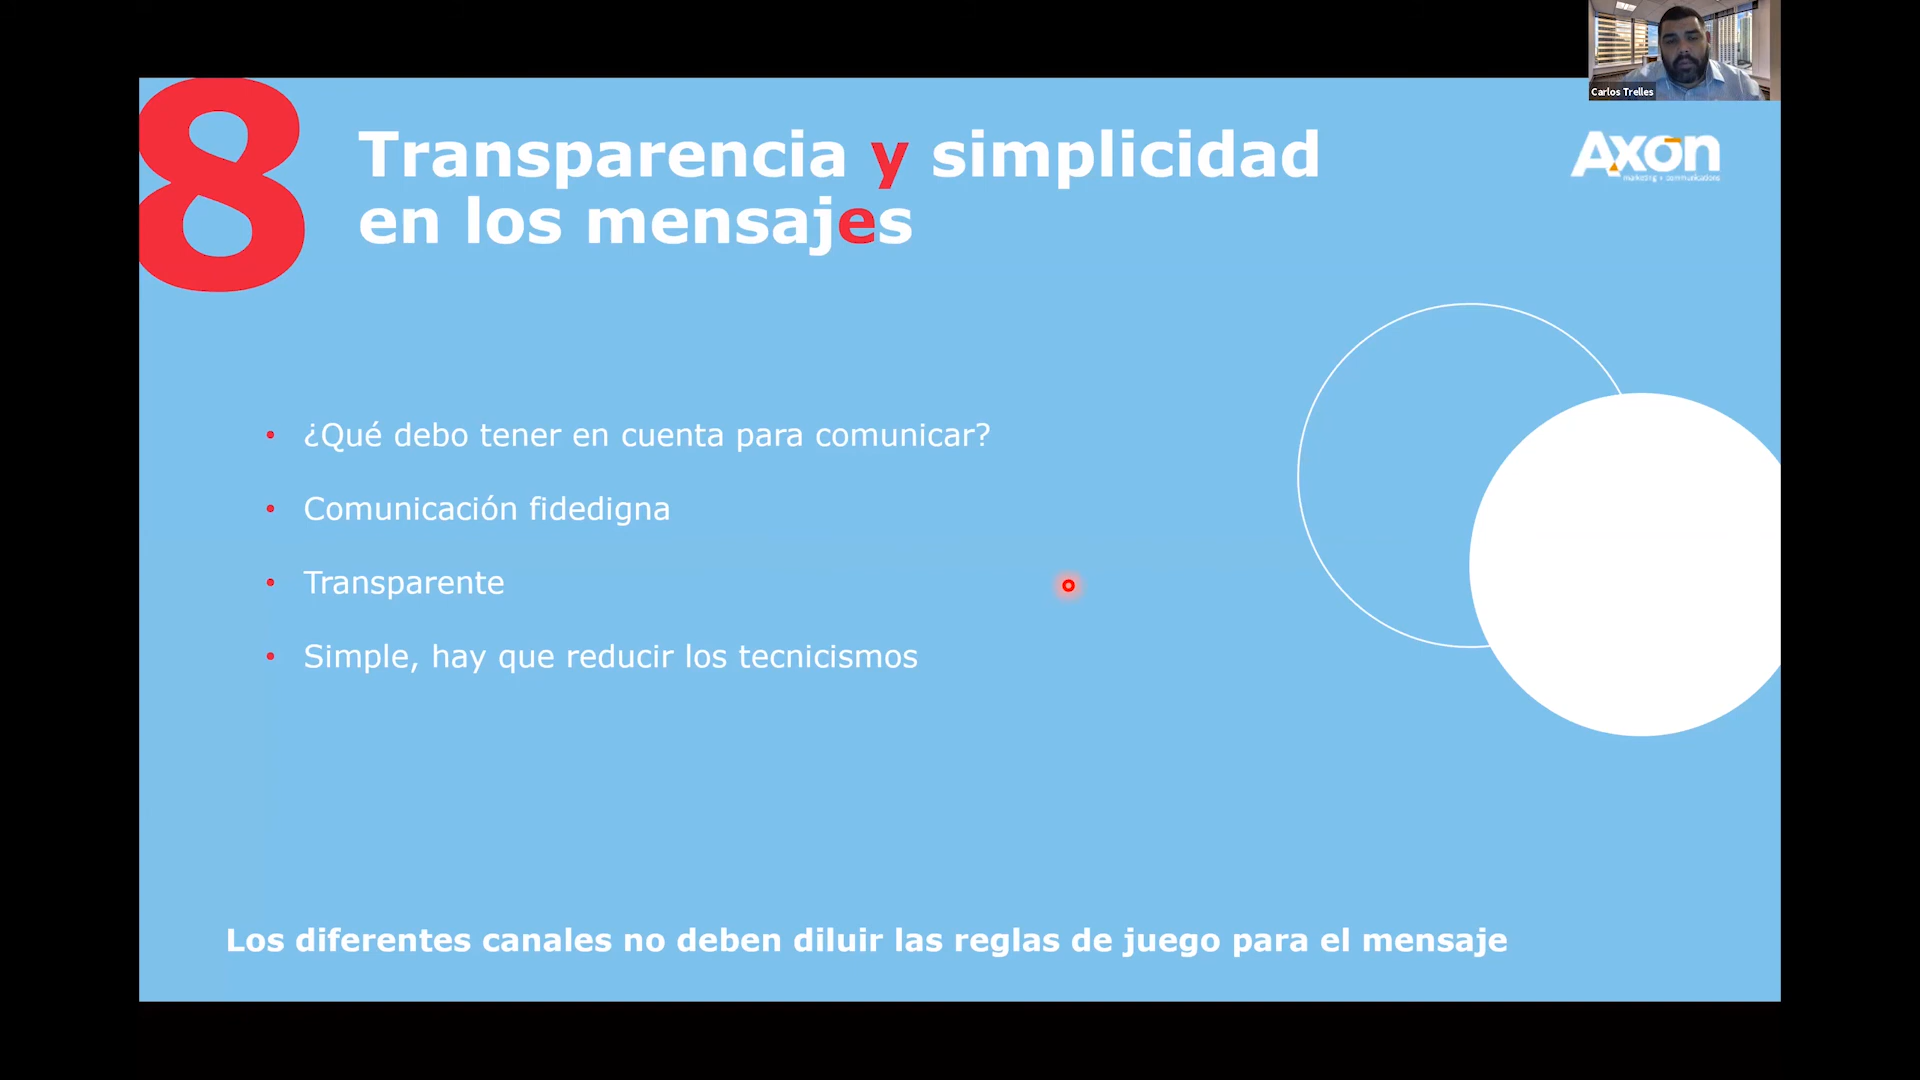 Carlos Trelles
8
Transparencia y simplicidad
en los mensajes
Axon
marketing + communications
• ¿Qué debo tener en cuenta para comunicar?
• Comunicación fidedigna
• Transparente
• Simple, hay que reducir los tecnicismos
Los diferentes canales no deben diluir las reglas de juego para el mensaje